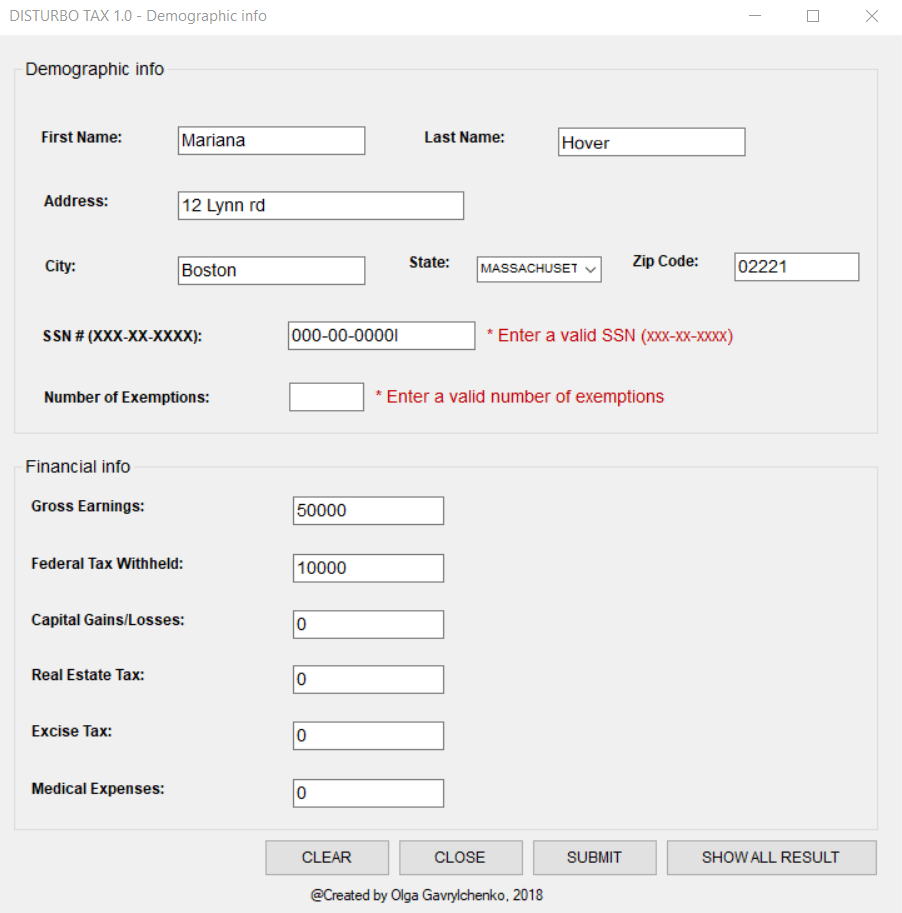 DISTURBO TAX 1.0 - Demographic info
Demographic info
First Name: Mariana Last Name: Hover
Address: 12 Lynn rd
City: Boston State: MASSACHUSET Zip Code: 02221
SSN # (XXX-XX-XXXX): 000-00-0000l * Enter a valid SSN (xxx-xx-xxxx)
Number of Exemptions: * Enter a valid number of exemptions
Financial info
Gross Earnings: 50000
Federal Tax Withheld: 10000
Capital Gains/Losses: 0
Real Estate Tax: 0
Excise Tax: 0
Medical Expenses: 0
CLEAR CLOSE SUBMIT SHOW ALL RESULT
@Created by Olga Gavrylchenko, 2018